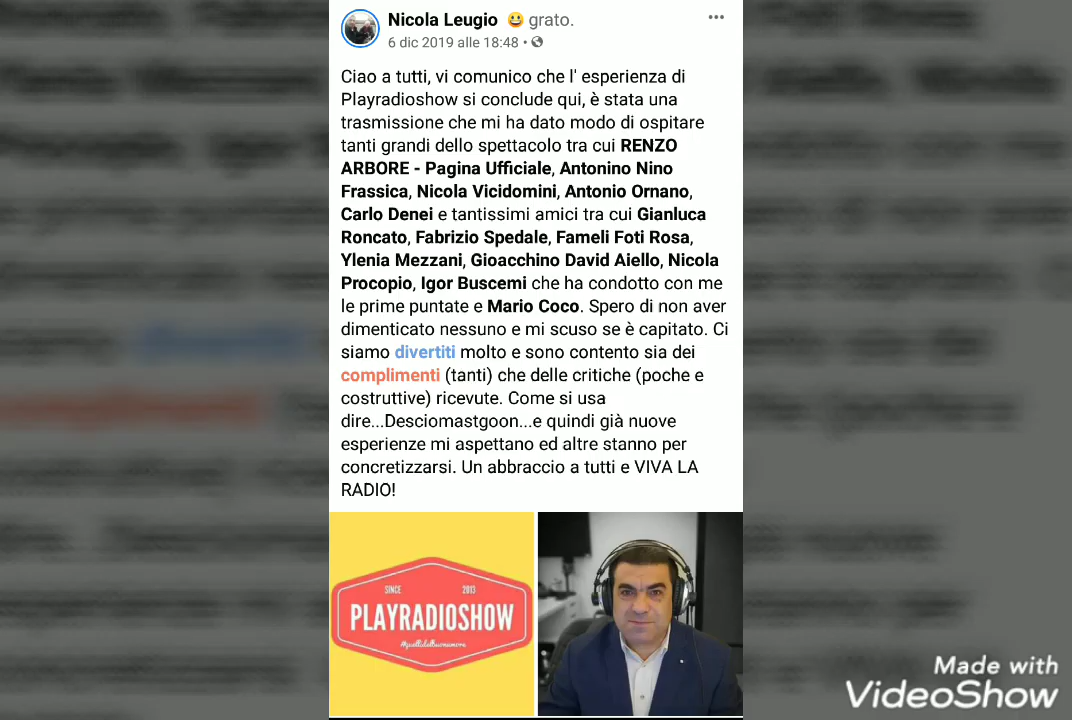 Nicola Leugio 😃 grato.
6 dic 2019 alle 18:48 •
Ciao a tutti, vi comunico che l' esperienza di
Playradioshow si conclude qui, è stata una
trasmissione che mi ha dato modo di ospitare
tanti grandi dello spettacolo tra cui RENZO
ARBORE - Pagina Ufficiale, Antonino Nino
Frassica, Nicola Vicidomini, Antonio Ornano,
Carlo Denei e tantissimi amici tra cui Gianluca
Roncato, Fabrizio Spedale, Fameli Foti Rosa,
Ylenia Mezzani, Gioacchino David Aiello, Nicola
Procopio, Igor Buscemi che ha condotto con me
le prime puntate e Mario Coco. Spero di non aver
dimenticato nessuno e mi scuso se è capitato. Ci
siamo divertiti molto e sono contento sia dei
complimenti (tanti) che delle critiche (poche e
costruttive) ricevute. Come si usa
dire...Desciomastgoon...e quindi già nuove
esperienze mi aspettano ed altre stanno per
concretizzarsi. Un abbraccio a tutti e VIVA LA
RADIO!
SINCE 2013
PLAYRADIOSHOW
#quellidelbuonumore
Made with
VideoShow